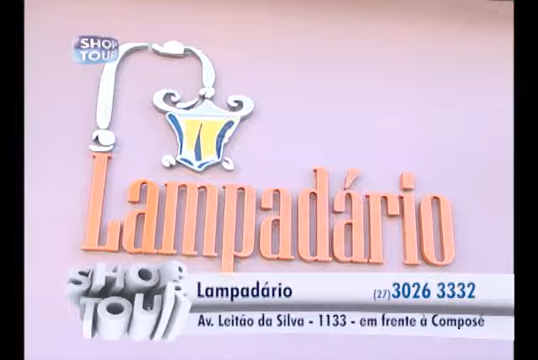 SHOP
TOUR
Lampadário
SHOP
TOUR
Lampadário (27) 3026 3332
Av. Leitão da Silva - 1133 - em frente à Composé